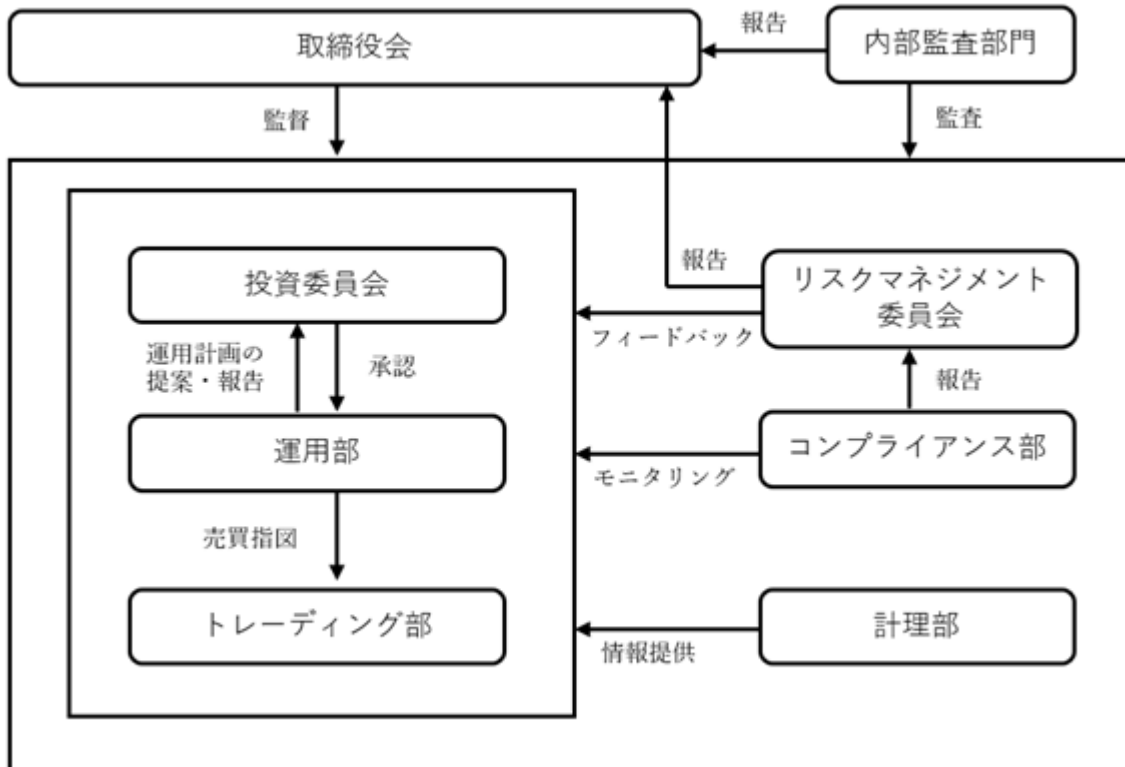 取締役会
報告
内部監査部門
監督
監査
投資委員会
報告
リスクマネジメント
委員会
フィードバック
運用計画の
提案・報告
承認
報告
運用部
コンプライアンス部
モニタリング
売買指図
トレーディング部
計理部
情報提供